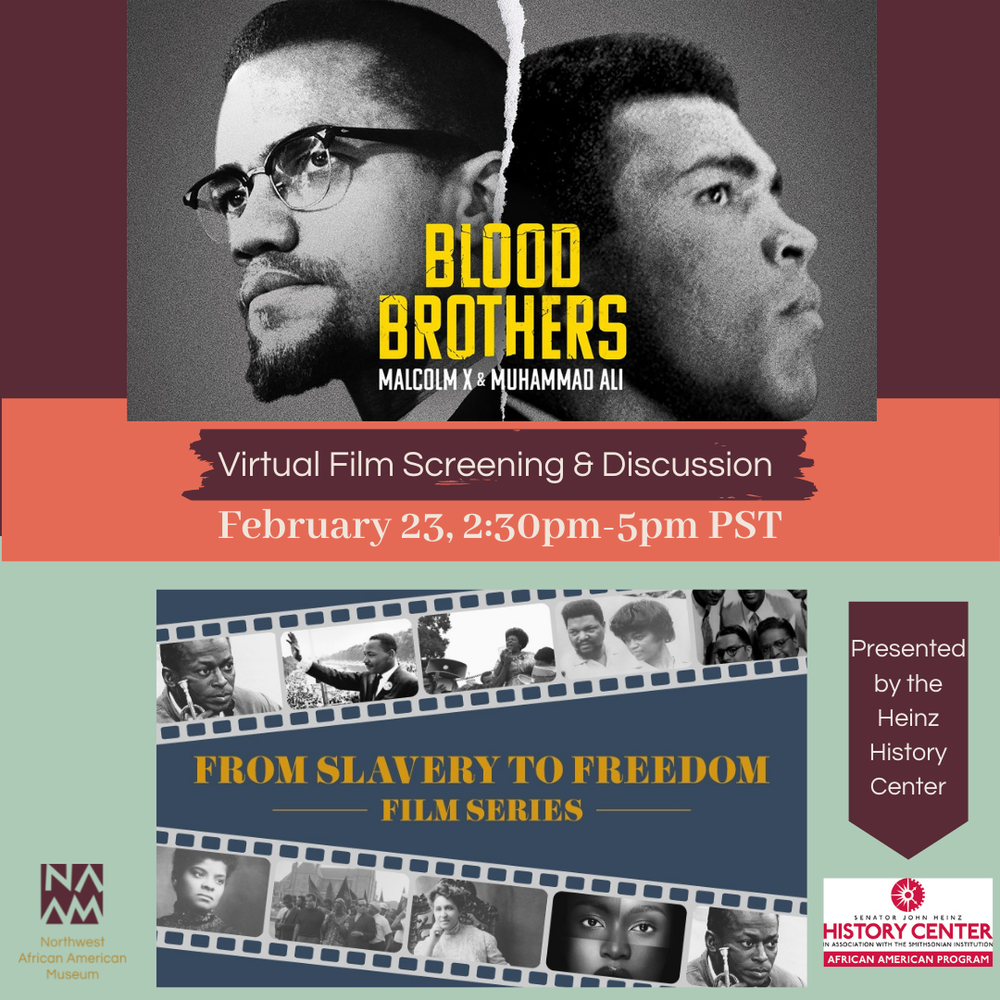 BLOOD
BROTHERS
MALCOLM X & MUHAMMAD ALI
Virtual Film Screening & Discussion
February 23, 2:30pm-5pm PST
FROM SLAVERY TO FREEDOM
FILM SERIES
Presented
by the
Heinz
History
Center
NA
AM
Northwest
African American
Museum
SENATOR JOHN HEINZ
HISTORY CENTER
IN ASSOCIATION WITH THE SMITHSONIAN INSTITUTION
AFRICAN AMERICAN PROGRAM